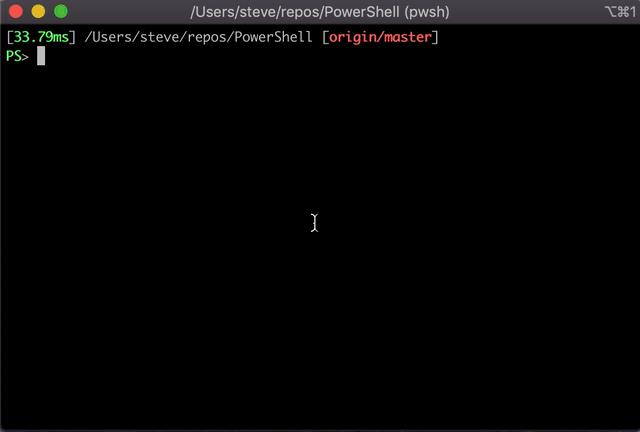 /Users/steve/repos/PowerShell (pwsh)
⌥⌘1
[33.79ms] /Users/steve/repos/PowerShell [origin/master]
PS>